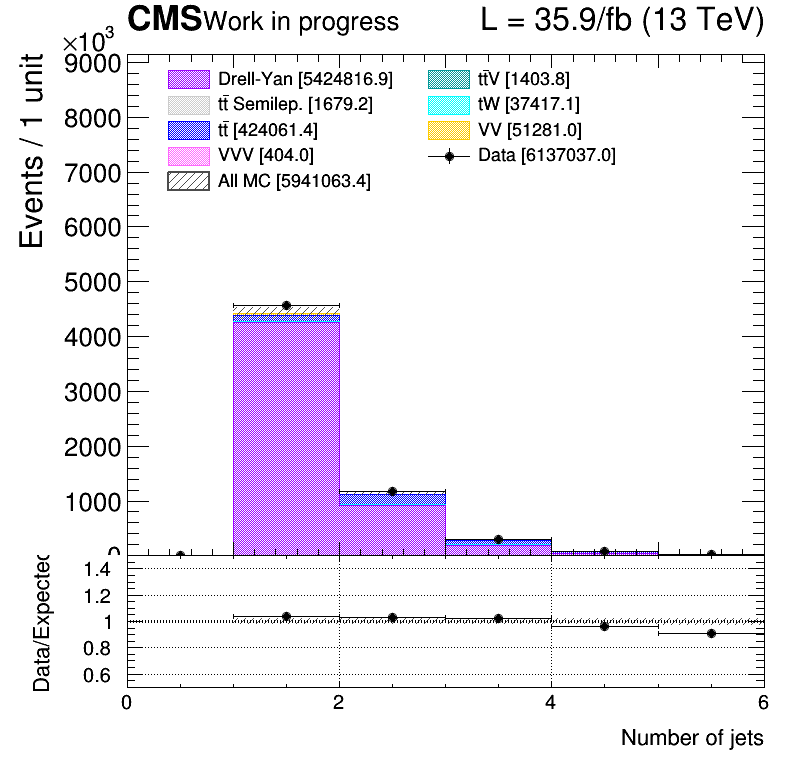 CMS Work in progress L = 35.9/fb (13 TeV)
×10³
Events / 1 unit
9000
8000
7000
6000
5000
4000
3000
2000
1000
0
Drell-Yan [5424816.9]
tt̄ Semilep. [1679.2]
tt̄ [424061.4]
VVV [404.0]
All MC [5941063.4]
tt̄V [1403.8]
tW [37417.1]
VV [51281.0]
Data [6137037.0]
Data/Expected
1.4
1.2
1
0.8
0.6
0 2 4 6
Number of jets